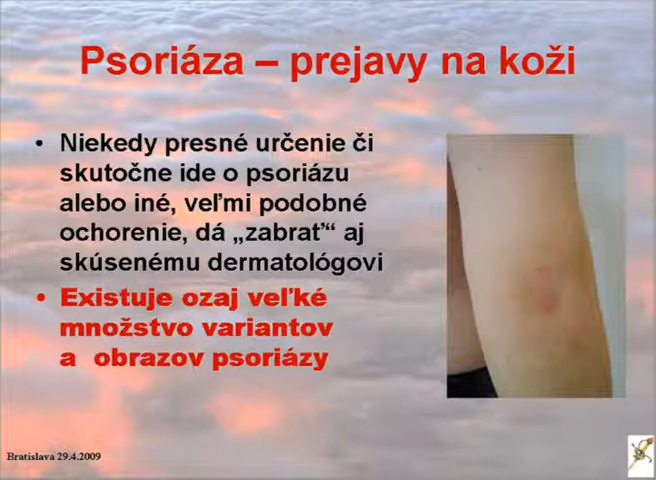 Psoriáza – prejavy na koži
• Niekedy presné určenie či
skutočne ide o psoriázu
alebo iné, veľmi podobné
ochorenie, dá „zabrať“ aj
skúsenému dermatológovi
• Existuje ozaj veľké
množstvo variantov
a obrazov psoriázy
Bratislava 29.4.2009